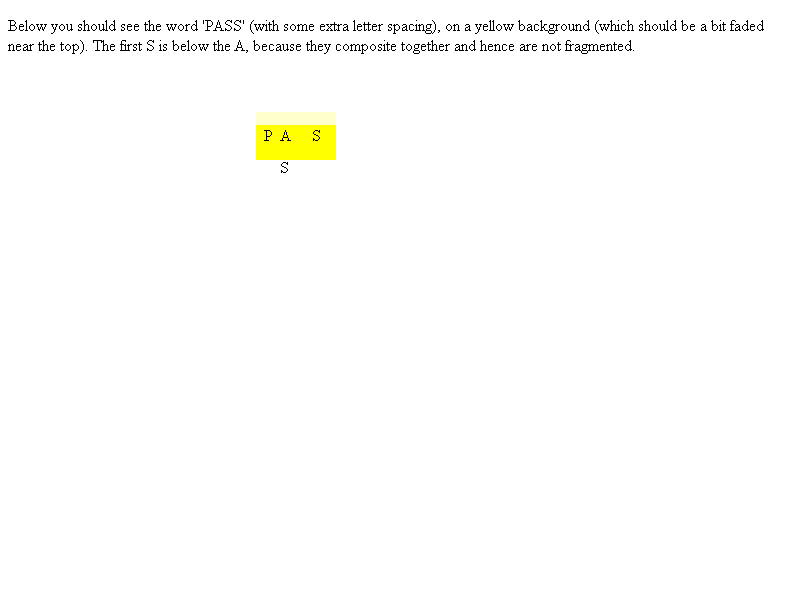 Below you should see the word 'PASS' (with some extra letter spacing), on a yellow background (which should be a bit faded
near the top). The first S is below the A, because they composite together and hence are not fragmented.
P A S
S